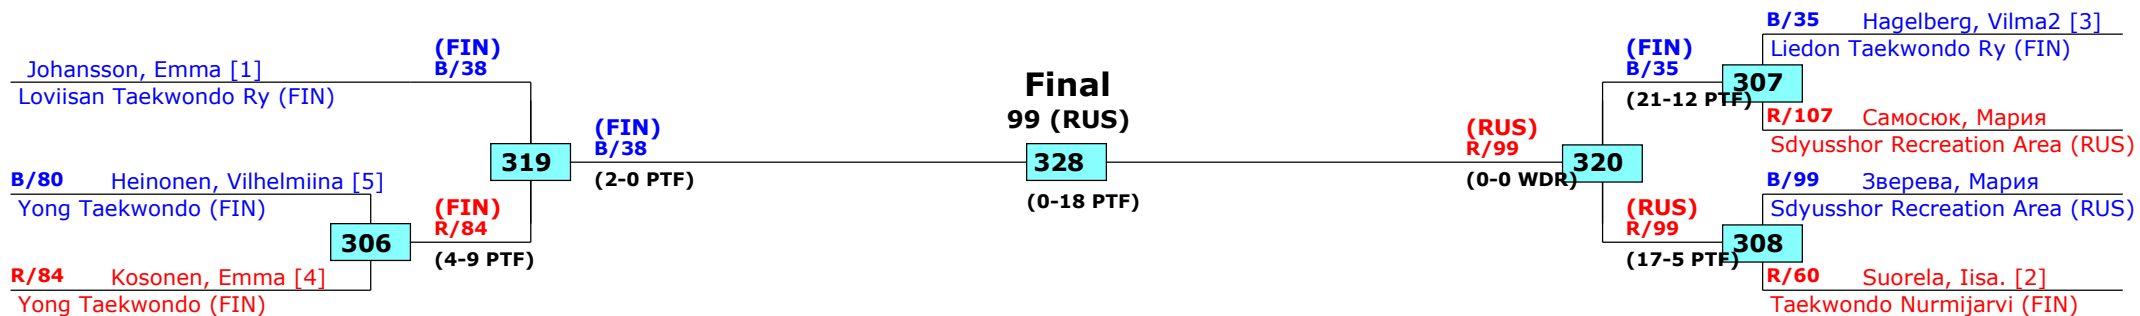 Johansson, Emma [1]
Loviisan Taekwondo Ry (FIN)
(FIN)
B/38
B/80 Heinonen, Vilhelmiina [5]
Yong Taekwondo (FIN)
306
R/84 Kosonen, Emma [4]
Yong Taekwondo (FIN)
(FIN)
R/84
(4-9 PTF)
319
(FIN)
B/38
(2-0 PTF)
Final
99 (RUS)
328
(0-18 PTF)
(RUS)
R/99
(0-0 WDR)
320
(FIN)
B/35
(21-12 PTF)
307
B/35 Hagelberg, Vilma2 [3]
Liedon Taekwondo Ry (FIN)
R/107 Самосюк, Мария
Sdyusshor Recreation Area (RUS)
(RUS)
R/99
(17-5 PTF)
308
B/99 Зверева, Мария
Sdyusshor Recreation Area (RUS)
R/60 Suorela, Iisa. [2]
Taekwondo Nurmijarvi (FIN)